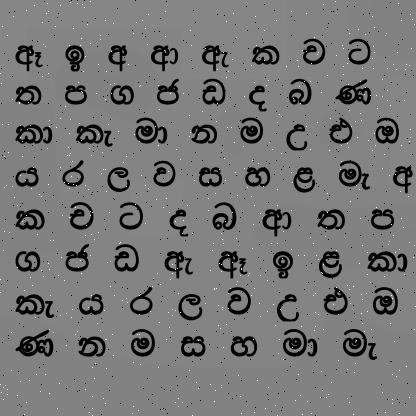 ඈ ඉ අ ආ ඇ ක ච ට
ත ප ග ජ ඩ ද බ ණ
කා කැ මා න ම උ එ ඔ
ය ර ල ව ස හ ළ මැ අ
ක ච ට ද බ ආ ත ප
ග ජ ඩ ඇ ඈ ඉ ළ කා
කැ ය ර ල ව උ එ ඔ
ණ න ම ස හ මා මැ